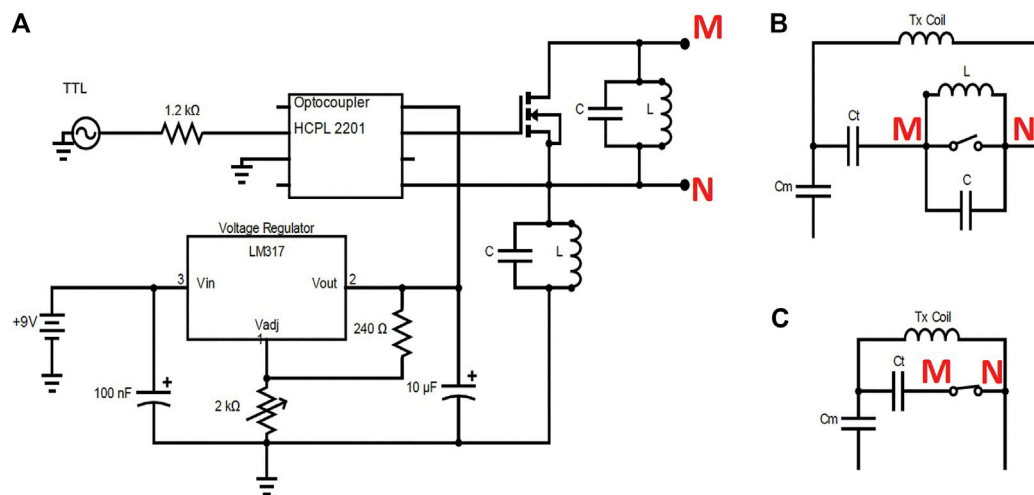 A
M
B
Tx Coil
TTL
1.2 kΩ
Optocoupler
HCPL 2201
C
L
L
Ct
M
N
N
C
Cm
Voltage Regulator
LM317
C
L
3
Vin
Vout
2
+9V
Vadj
1
240 Ω
C
Tx Coil
Ct
M
N
100 nF
+
2 kΩ
10 µF
+
Cm